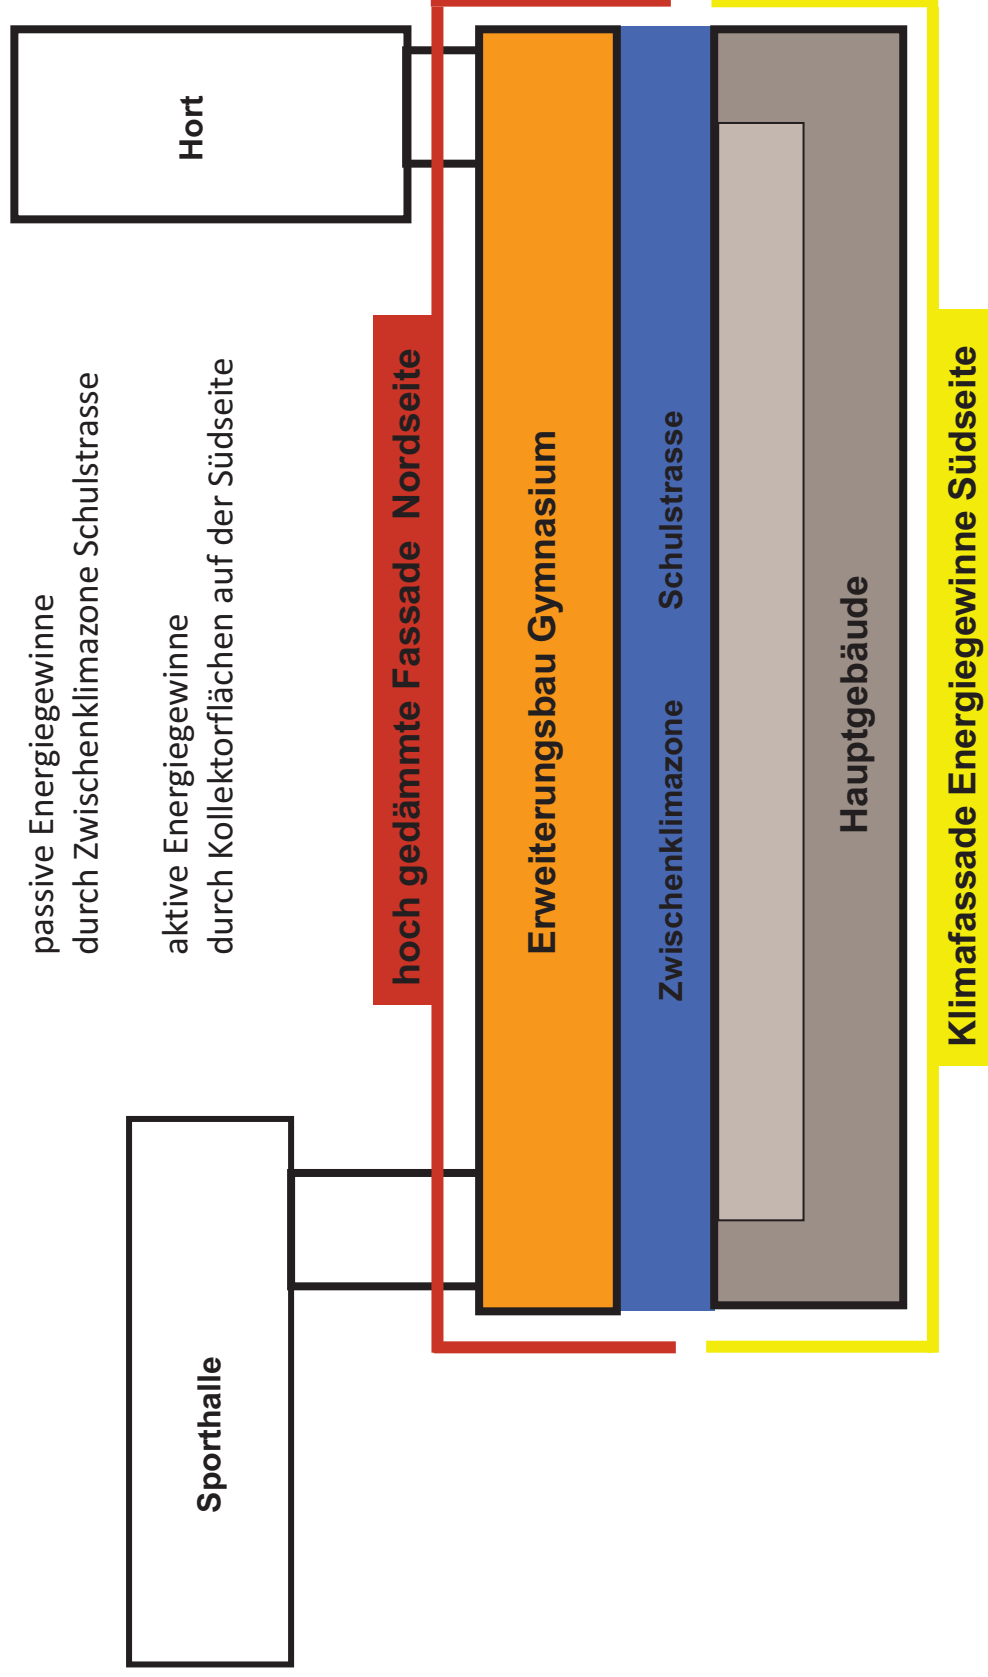 passive Energiegewinne
durch Zwischenklimazone Schulstrasse
aktive Energiegewinne
durch Kollektorflächen auf der Südseite
Hort
Sporthalle
hoch gedämmte Fassade  Nordseite
Erweiterungsbau Gymnasium
Zwischenklimazone Schulstrasse
Hauptgebäude
Klimafassade Energiegewinne Südseite